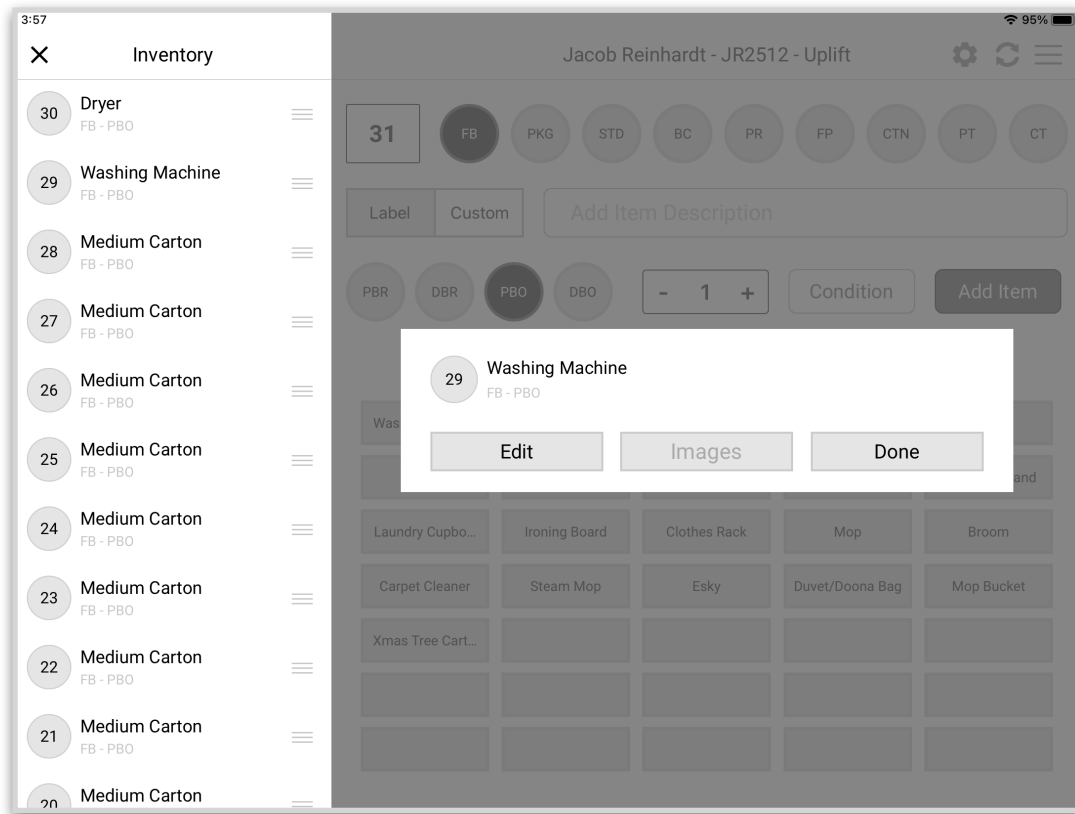 3:57
95%
Inventory
Jacob Reinhardt - JR2512 - Uplift
30 Dryer
FB - PBO
29 Washing Machine
FB - PBO
28 Medium Carton
FB - PBO
27 Medium Carton
FB - PBO
26 Medium Carton
FB - PBO
25 Medium Carton
FB - PBO
24 Medium Carton
FB - PBO
23 Medium Carton
FB - PBO
22 Medium Carton
FB - PBO
21 Medium Carton
FB - PBO
20 Medium Carton
31 FB PKG STD BC PR FP CTN PT CT
Label Custom Add Item Description
PBR DBR PBO DBO - 1 + Condition Add Item
29 Washing Machine
FB - PBO
Edit Images Done
Laundry Cupbo... Ironing Board Clothes Rack Mop Broom
Carpet Cleaner Steam Mop Esky Duvet/Doona Bag Mop Bucket
Xmas Tree Cart...